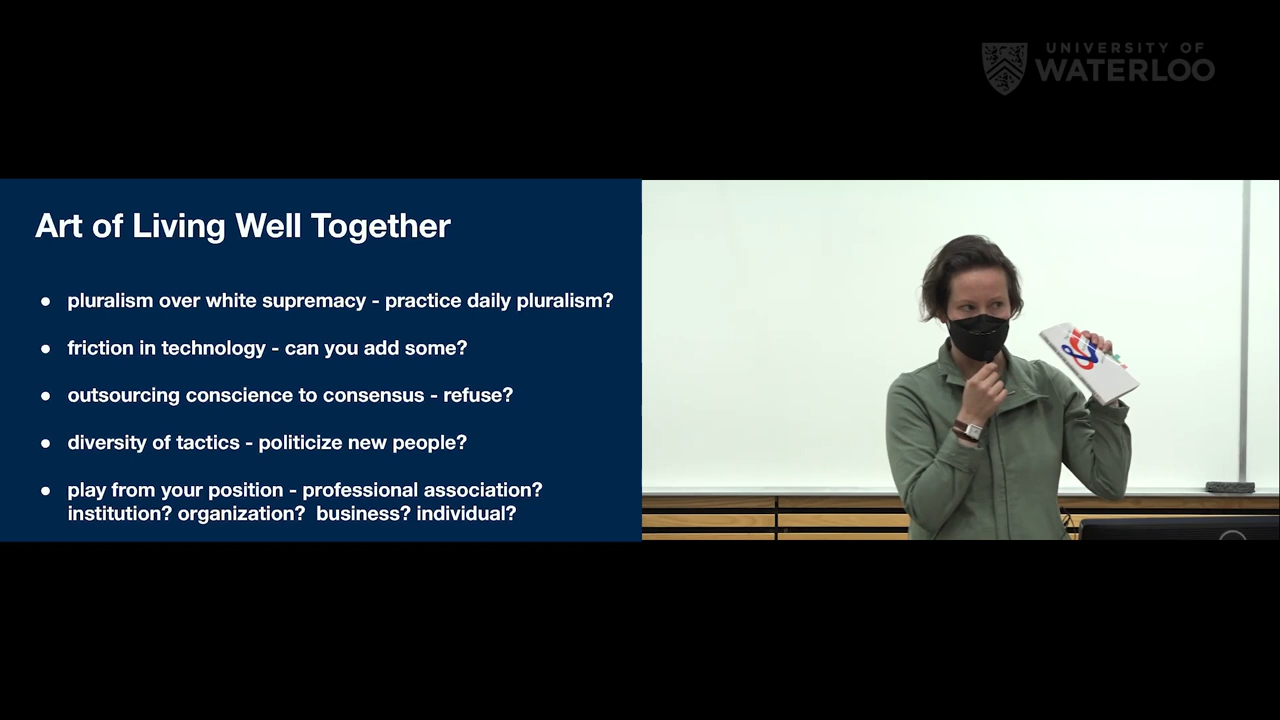 UNIVERSITY OF
WATERLOO
Art of Living Well Together
● pluralism over white supremacy - practice daily pluralism?
● friction in technology - can you add some?
● outsourcing conscience to consensus - refuse?
● diversity of tactics - politicize new people?
● play from your position - professional association?
institution? organization?  business? individual?
&